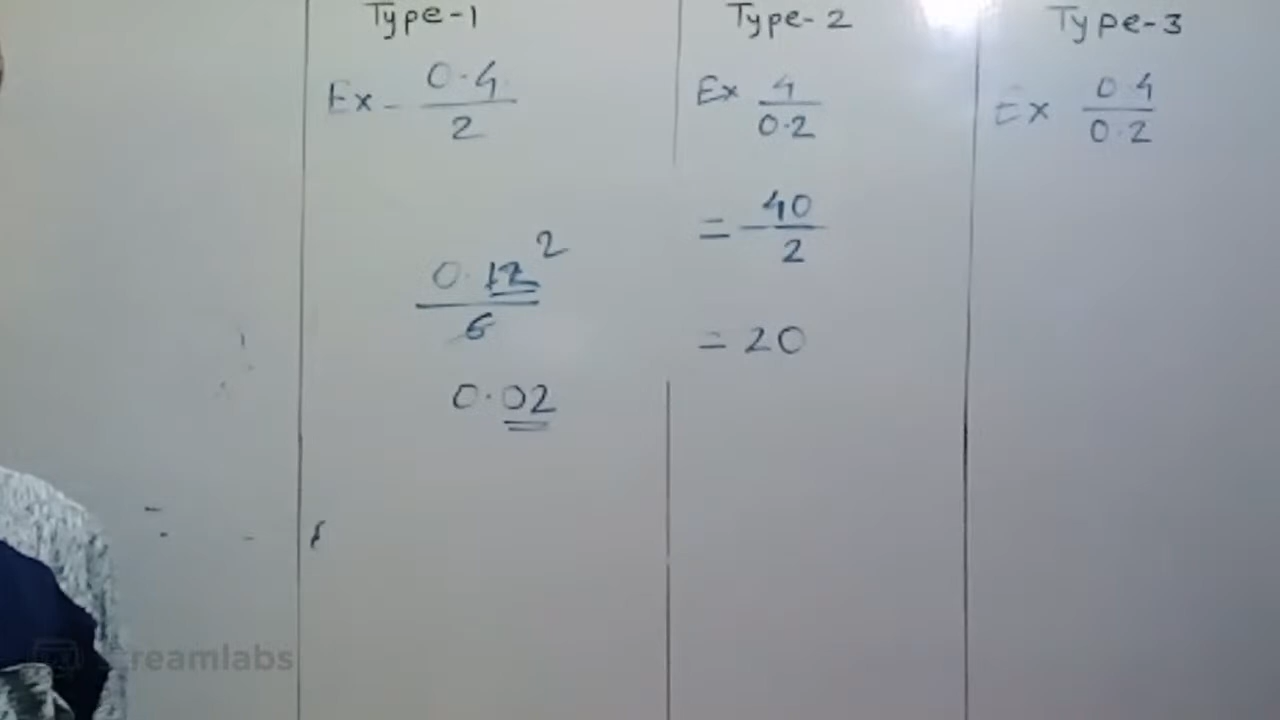 Type-1
Ex - 0.4
2
0.12 2
6
0.02
Type-2
Ex 4
0.2
= 40
2
= 20
Type-3
Ex 0.4
0.2